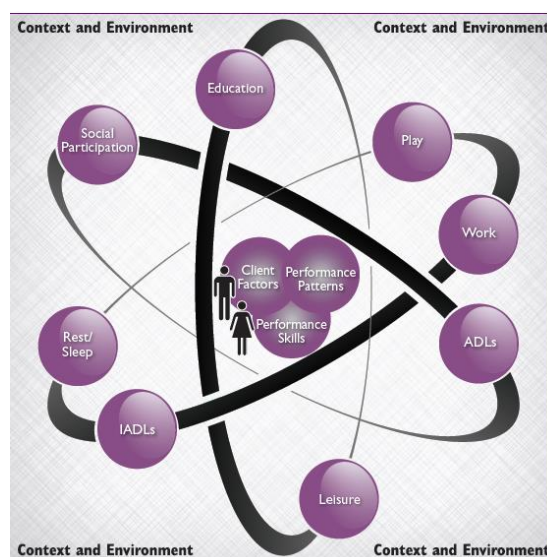 Context and Environment
Context and Environment
Education
Social
Participation
Play
Work
Client
Factors
Performance
Patterns
Performance
Skills
Rest/
Sleep
ADLs
IADLs
Leisure
Context and Environment
Context and Environment